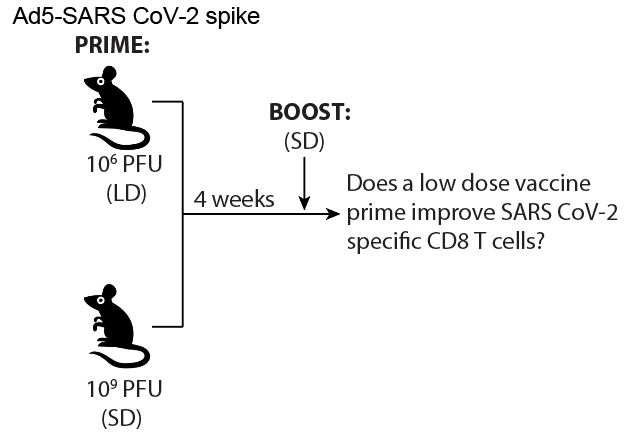 Ad5-SARS CoV-2 spike
PRIME:
10⁶ PFU
(LD)
BOOST:
(SD)
4 weeks
Does a low dose vaccine
prime improve SARS CoV-2
specific CD8 T cells?
10⁹ PFU
(SD)